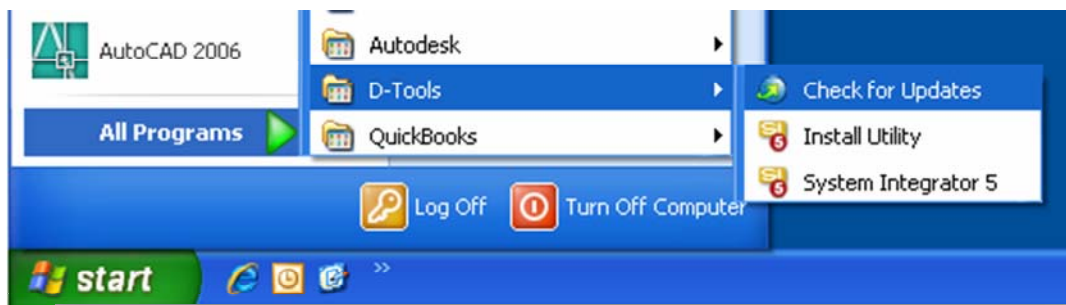 AutoCAD 2006
Autodesk
D-Tools
Check for Updates
All Programs
QuickBooks
Install Utility
System Integrator 5
Log Off
Turn Off Computer
start